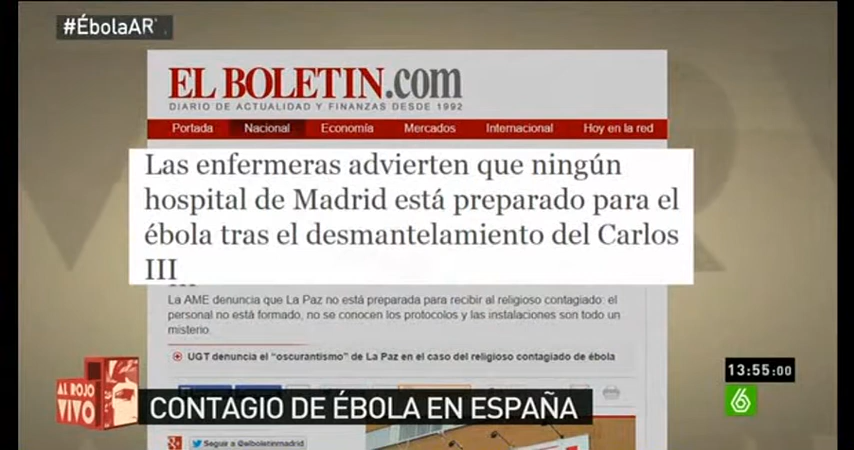 #ÉbolaAR
EL BOLETIN.com
DIARIO DE ACTUALIDAD Y FINANZAS DESDE 1992
Portada Nacional Economía Mercados Internacional Hoy en la red
Las enfermeras advierten que ningún
hospital de Madrid está preparado para el
ébola tras el desmantelamiento del Carlos
III
La AME denuncia que La Paz no está preparada para recibir al religioso contagiado: el
personal no está formado, no se conocen los protocolos y las instalaciones son todo un
misterio.
UGT denuncia el "oscurantismo" de La Paz en el caso del religioso contagiado de ébola
AL ROJO
VIVO
CONTAGIO DE ÉBOLA EN ESPAÑA
13:55:00
6
Seguir a @elboletinmadrid